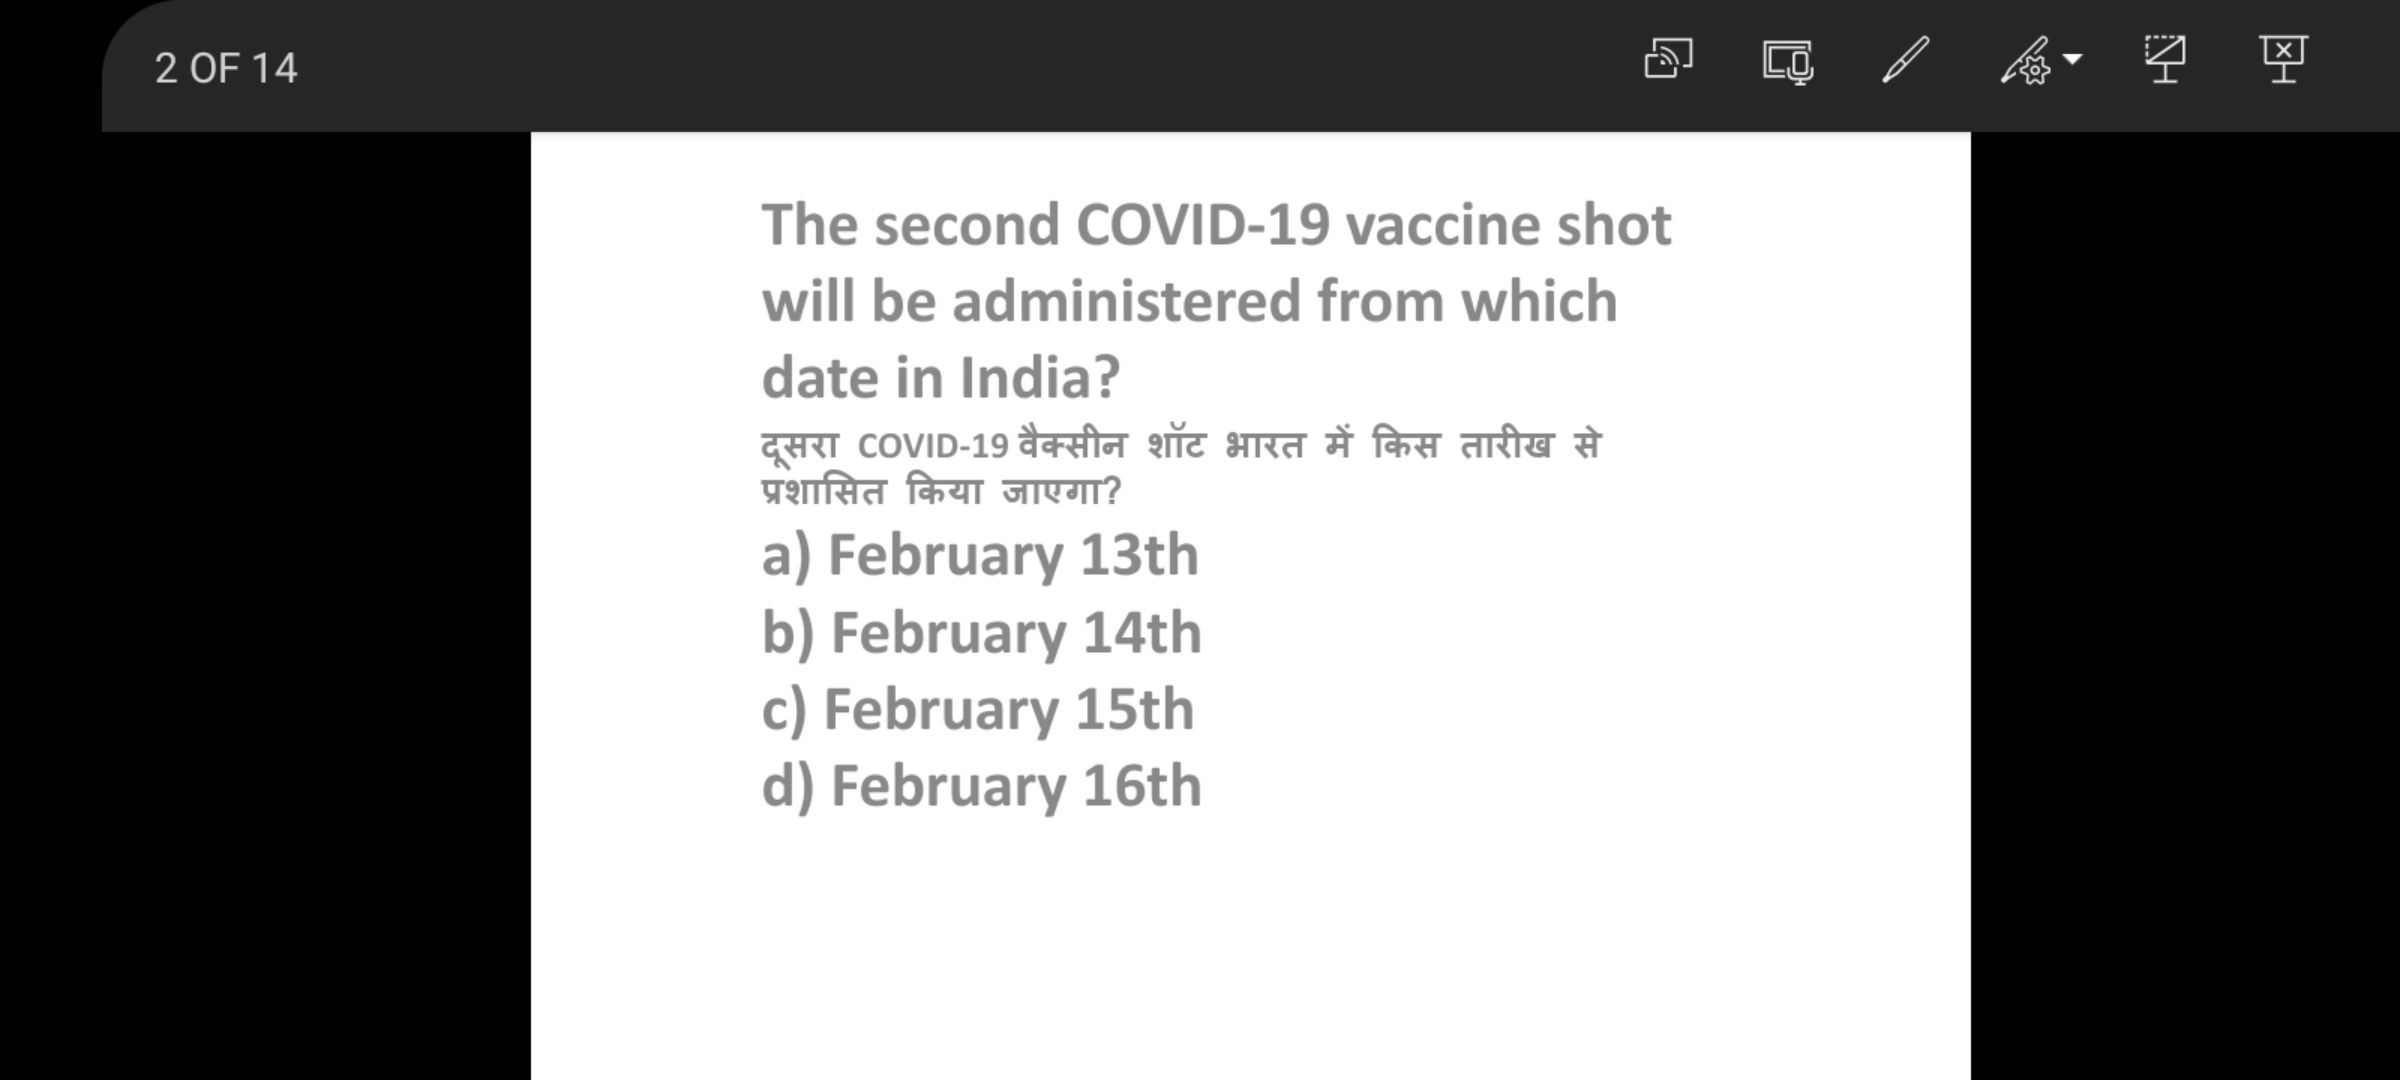 2 OF 14
The second COVID-19 vaccine shot
will be administered from which
date in India?
दूसरा COVID-19 वैक्सीन शॉट भारत में किस तारीख से
प्रशासित किया जाएगा?
a) February 13th
b) February 14th
c) February 15th
d) February 16th